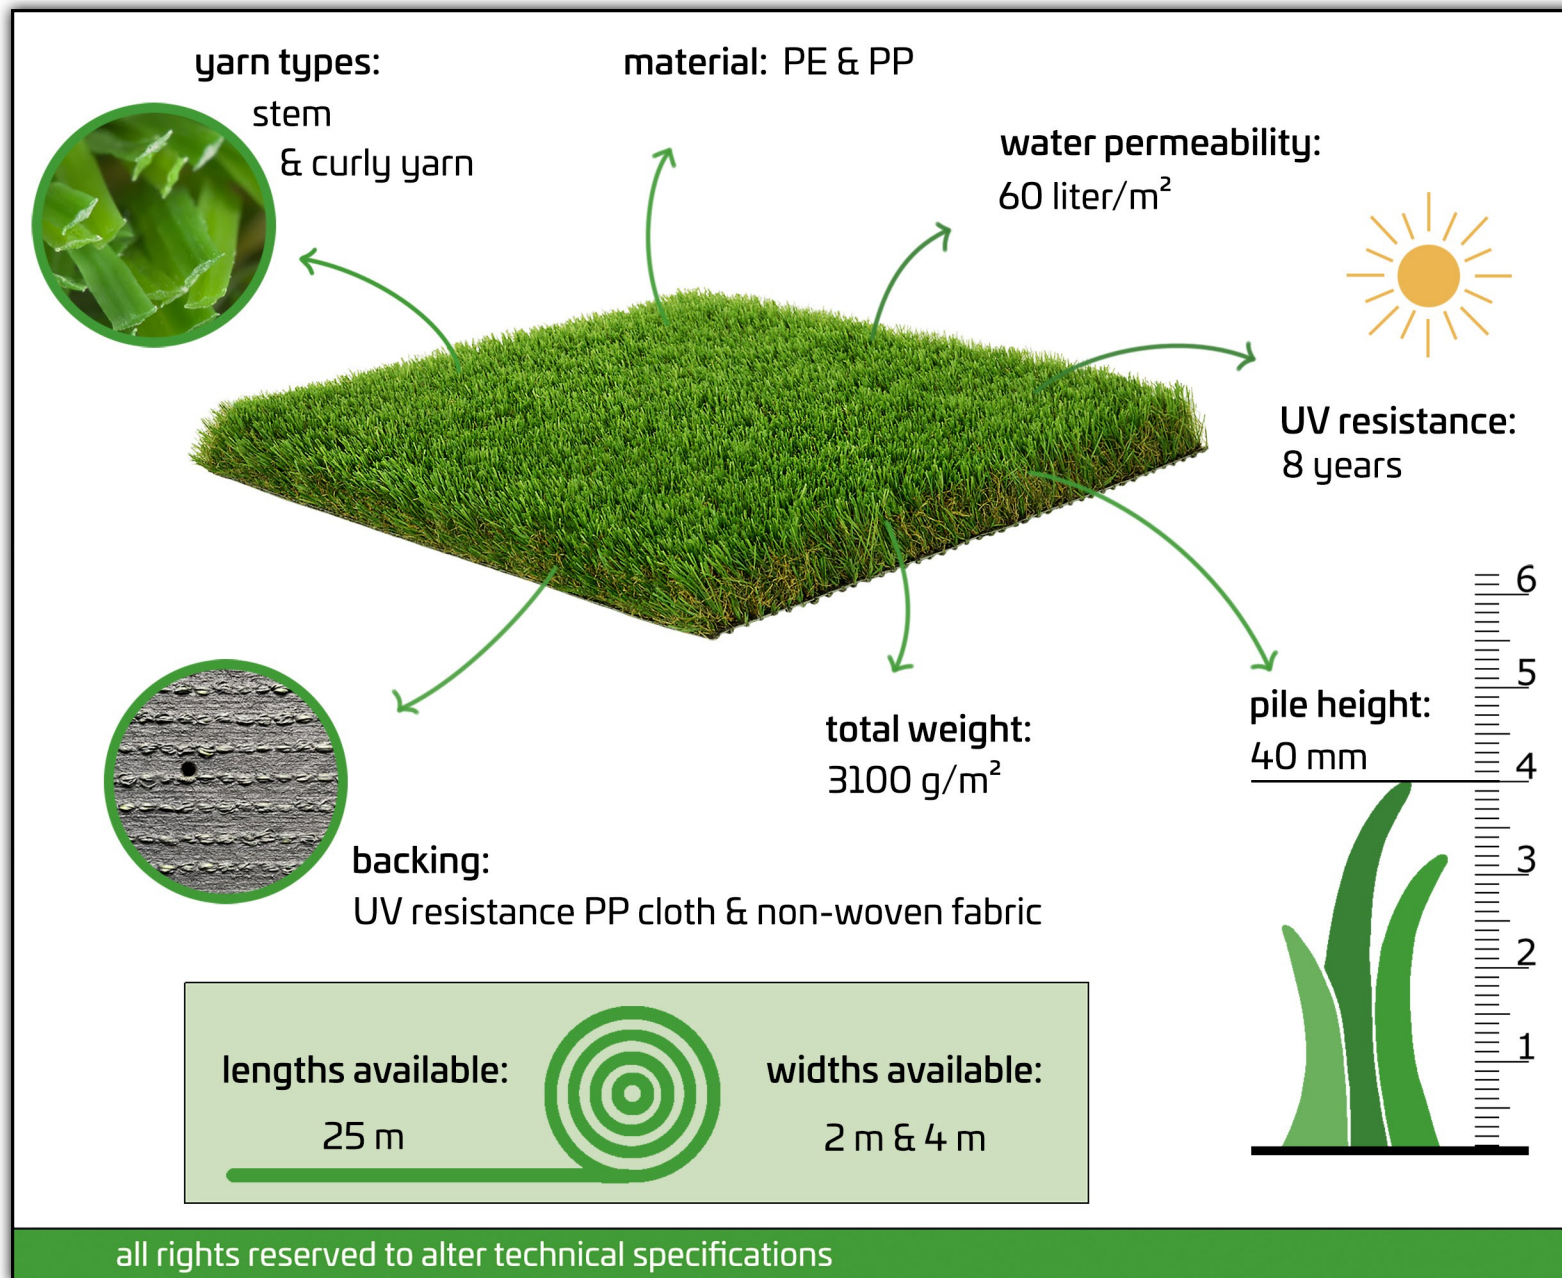 yarn types:
stem
& curly yarn
material: PE & PP
water permeability:
60 liter/m²
UV resistance:
8 years
pile height:
40 mm
6
5
4
3
2
1
total weight:
3100 g/m²
backing:
UV resistance PP cloth & non-woven fabric
lengths available:
25 m
widths available:
2 m & 4 m
all rights reserved to alter technical specifications